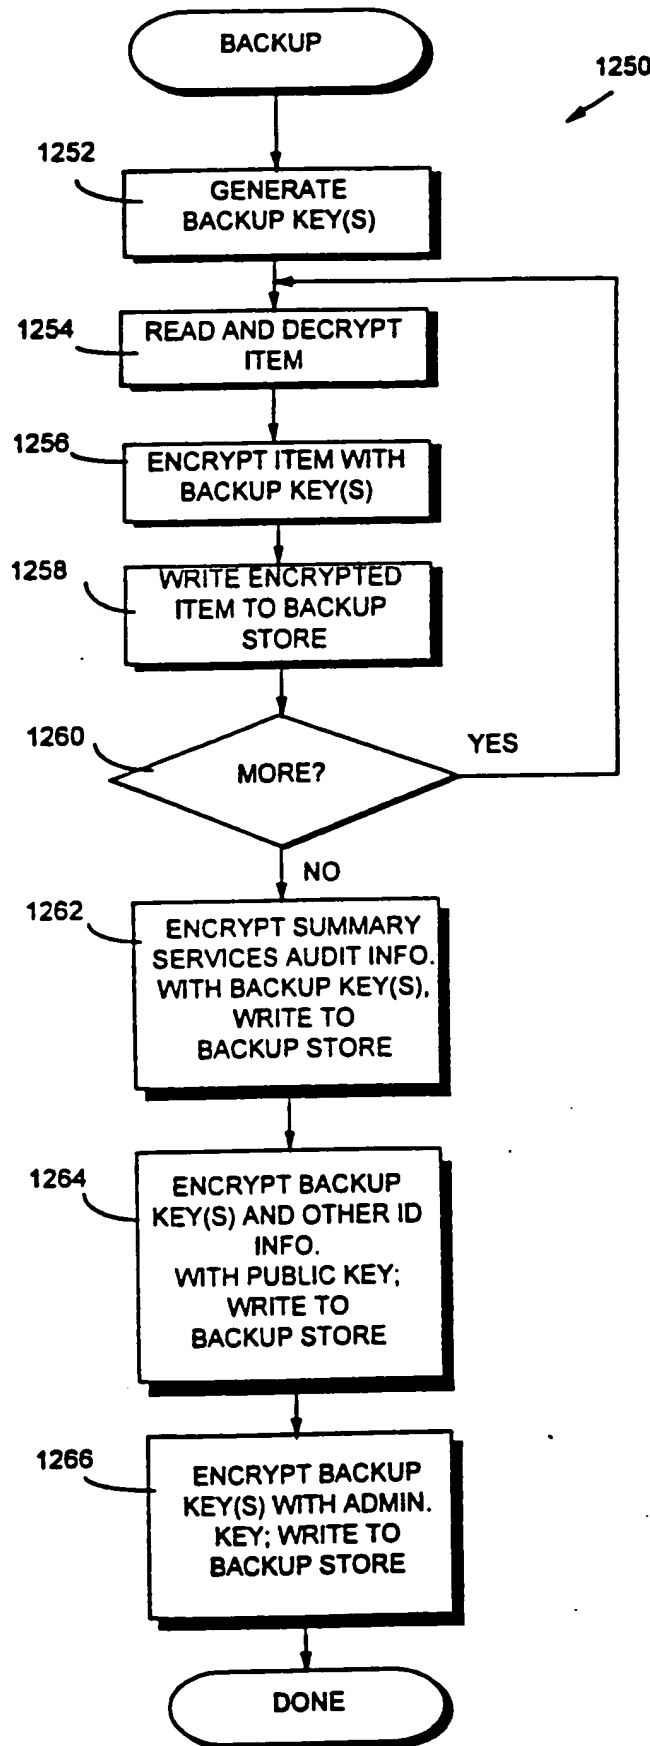 BACKUP
1250
1252
GENERATE
BACKUP KEY(S)
1254
READ AND DECRYPT
ITEM
1256
ENCRYPT ITEM WITH
BACKUP KEY(S)
1258
WRITE ENCRYPTED
ITEM TO BACKUP
STORE
1260
MORE?
YES
NO
1262
ENCRYPT SUMMARY
SERVICES AUDIT INFO.
WITH BACKUP KEY(S),
WRITE TO
BACKUP STORE
1264
ENCRYPT BACKUP
KEY(S) AND OTHER ID
INFO.
WITH PUBLIC KEY;
WRITE TO
BACKUP STORE
1266
ENCRYPT BACKUP
KEY(S) WITH ADMIN.
KEY; WRITE TO
BACKUP STORE
DONE